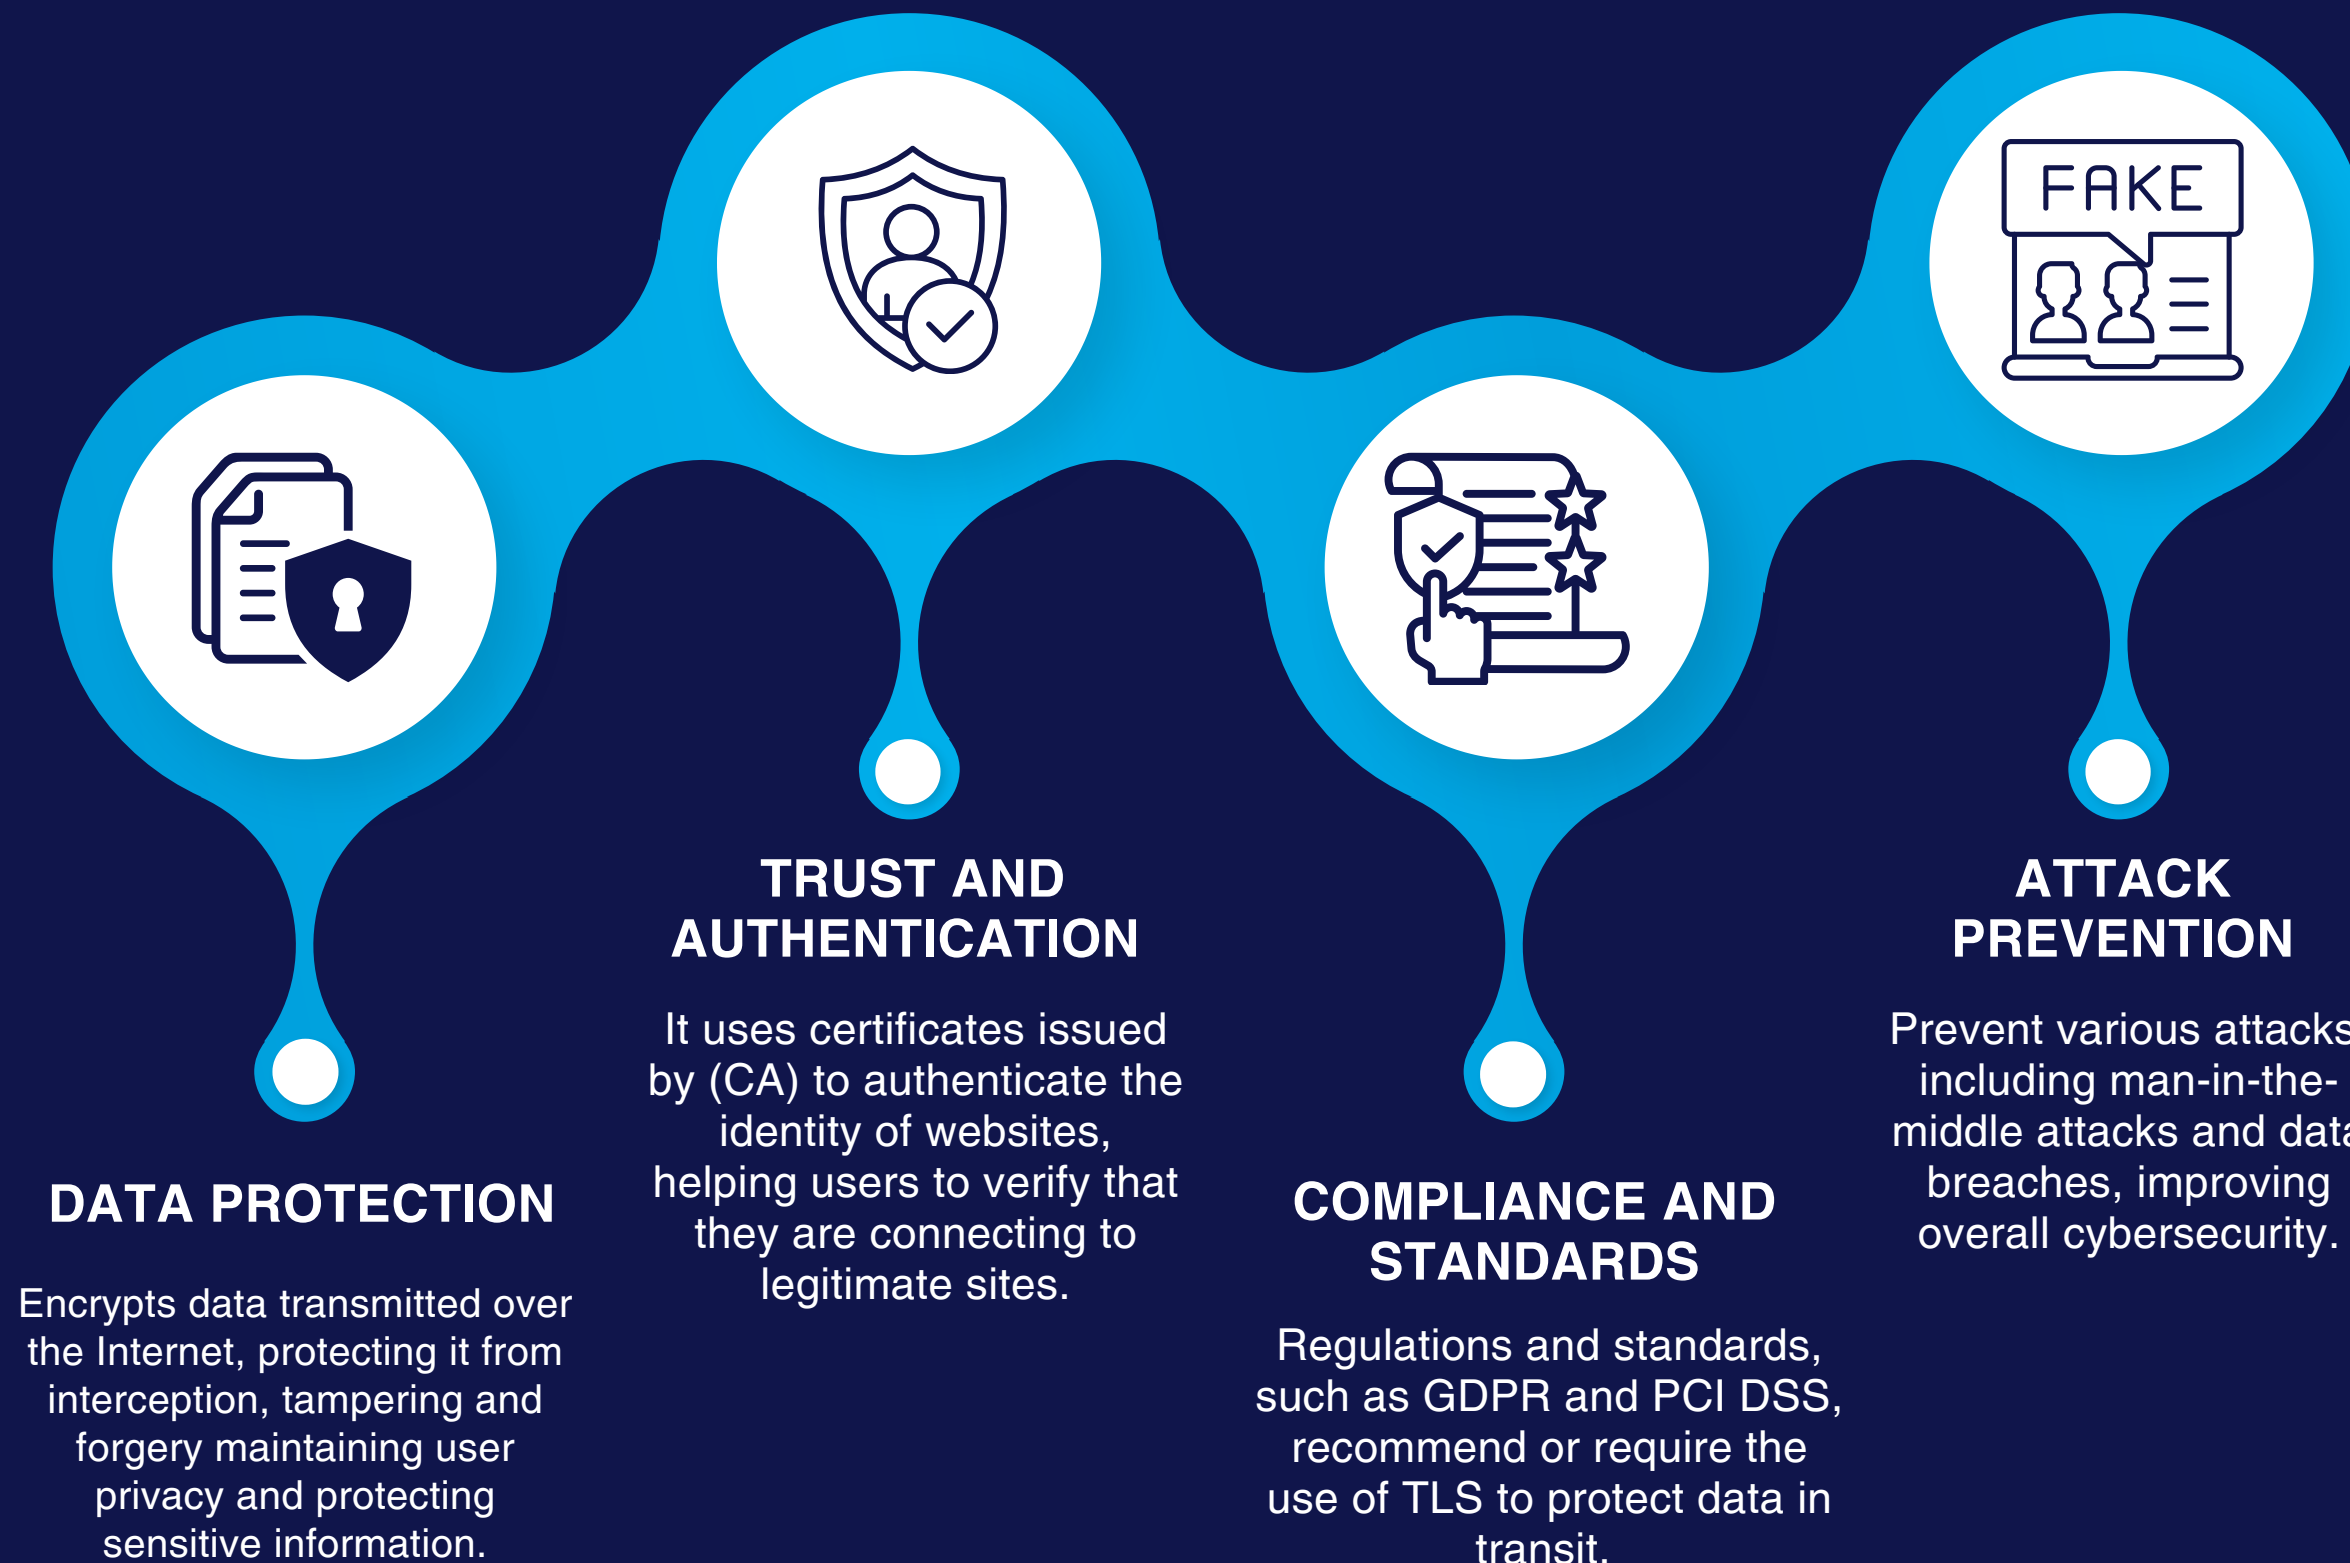 FAKE
DATA PROTECTION
Encrypts data transmitted over
the Internet, protecting it from
interception, tampering and
forgery maintaining user
privacy and protecting
sensitive information.
TRUST AND
AUTHENTICATION
It uses certificates issued
by (CA) to authenticate the
identity of websites,
helping users to verify that
they are connecting to
legitimate sites.
COMPLIANCE AND
STANDARDS
Regulations and standards,
such as GDPR and PCI DSS,
recommend or require the
use of TLS to protect data in
transit.
ATTACK
PREVENTION
Prevent various attacks
including man-in-the-
middle attacks and data
breaches, improving
overall cybersecurity.